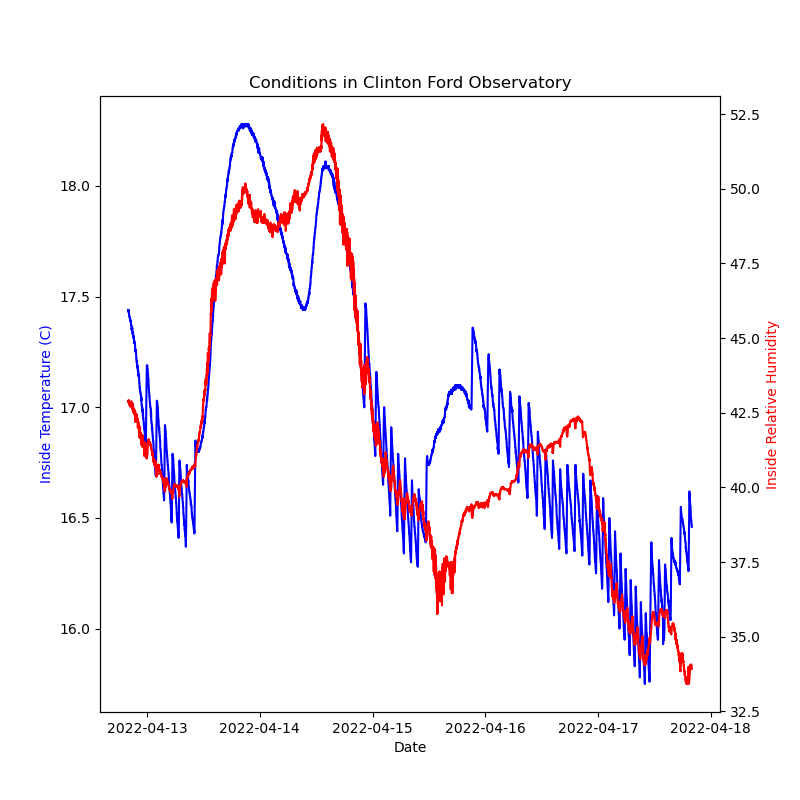 Conditions in Clinton Ford Observatory
Inside Temperature (C)
18.0
17.5
17.0
16.5
16.0
52.5
50.0
47.5
45.0
42.5
40.0
37.5
35.0
32.5
Inside Relative Humidity
2022-04-13 2022-04-14 2022-04-15 2022-04-16 2022-04-17 2022-04-18
Date